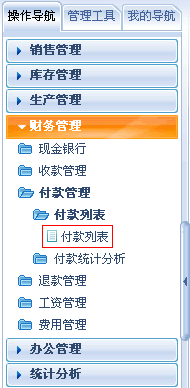 操作导航 管理工具 我的导航
销售管理
库存管理
生产管理
财务管理
现金银行
收款管理
付款管理
付款列表
付款列表
付款统计分析
退款管理
工资管理
费用管理
办公管理
统计分析